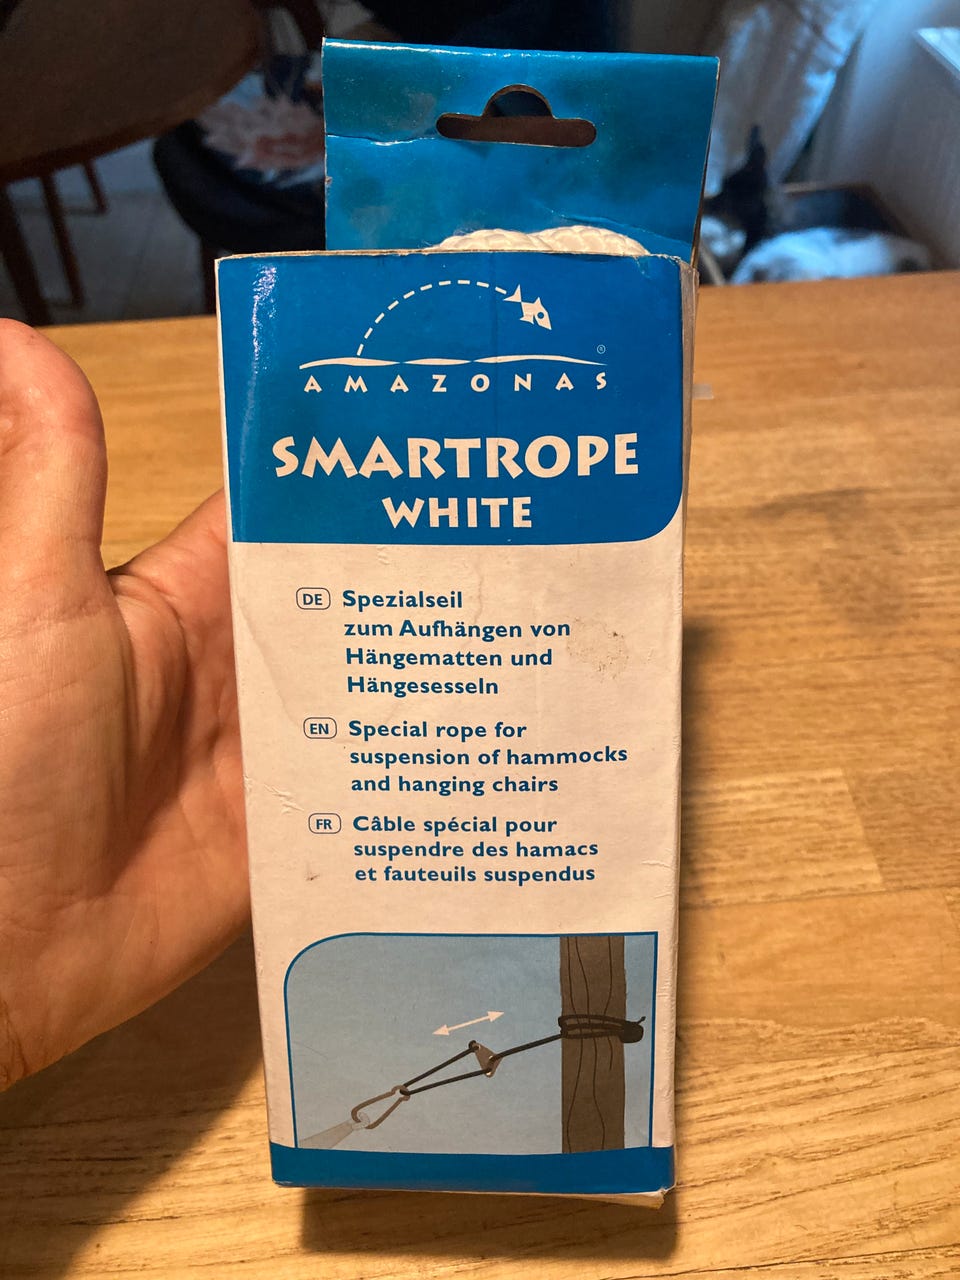 ®
AMAZONAS
SMARTROPE
WHITE
DE Spezialseil
zum Aufhängen von
Hängematten und
Hängesesseln
EN Special rope for
suspension of hammocks
and hanging chairs
FR Câble spécial pour
suspendre des hamacs
et fauteuils suspendus